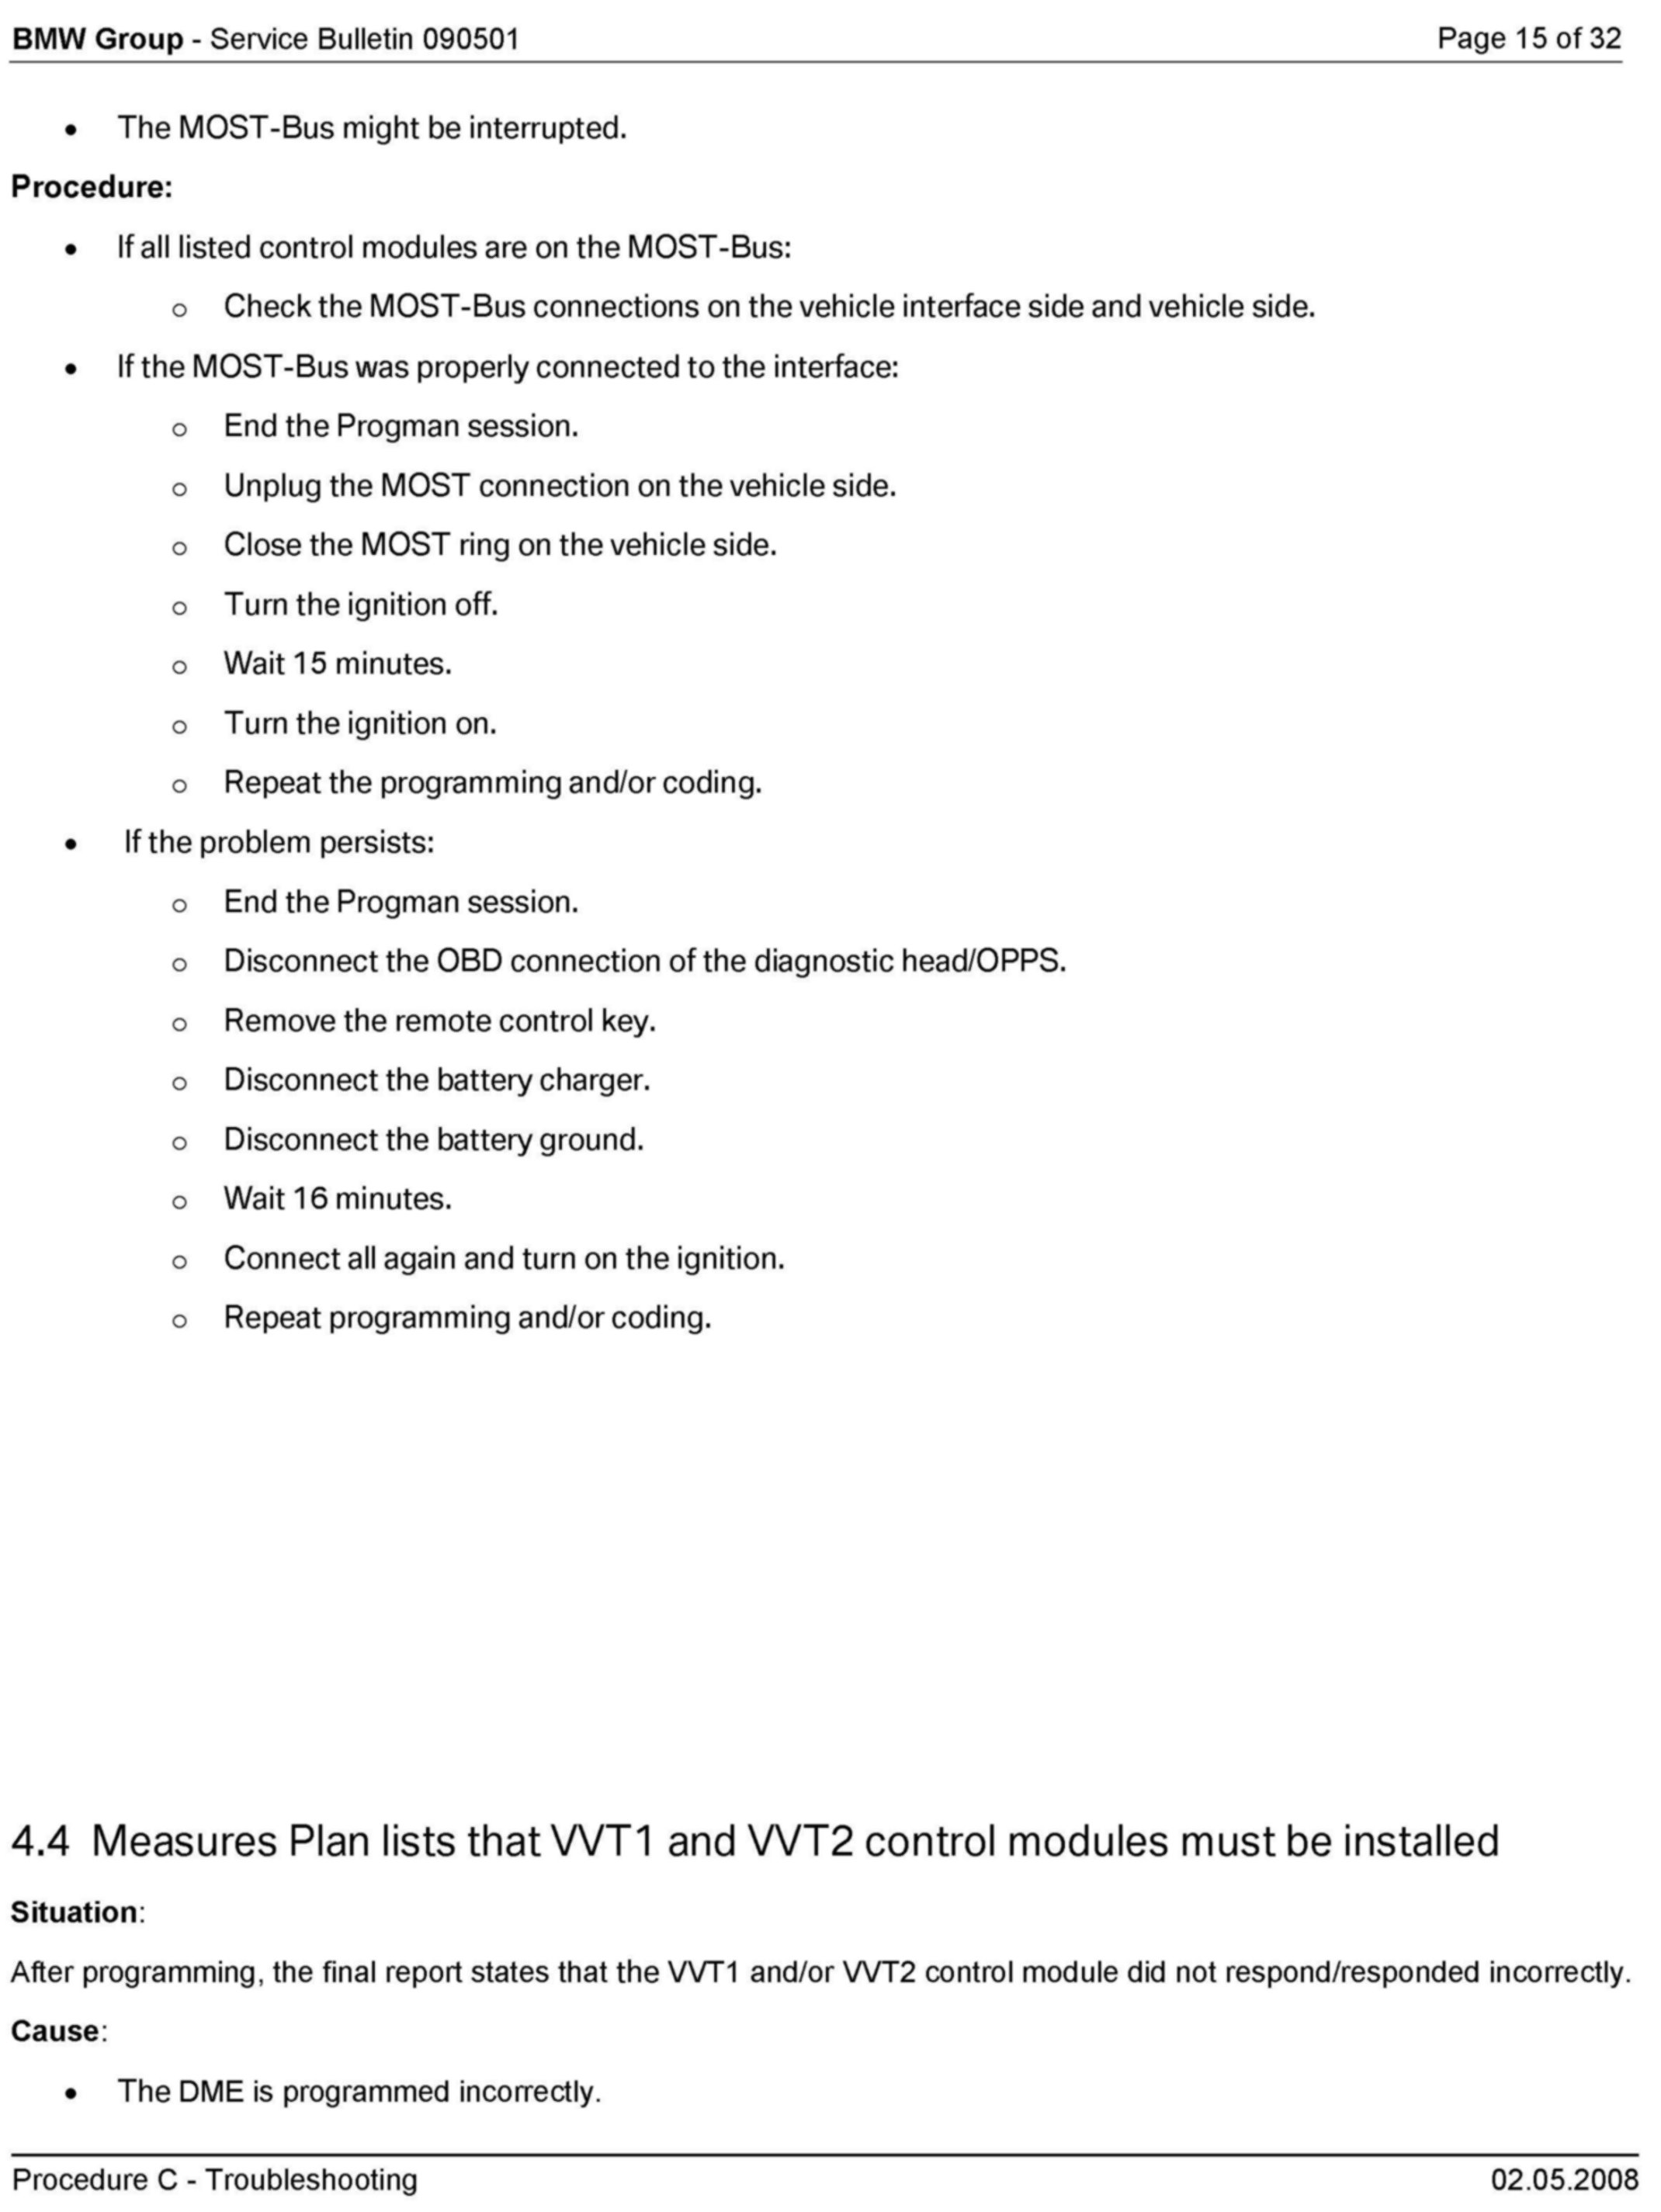 BMW Group - Service Bulletin 090501 Page 15 of 32
• The MOST-Bus might be interrupted.
Procedure:
• If all listed control modules are on the MOST-Bus:
o Check the MOST-Bus connections on the vehicle interface side and vehicle side.
• If the MOST-Bus was properly connected to the interface:
o End the Progman session.
o Unplug the MOST connection on the vehicle side.
o Close the MOST ring on the vehicle side.
o Turn the ignition off.
o Wait 15 minutes.
o Turn the ignition on.
o Repeat the programming and/or coding.
• If the problem persists:
o End the Progman session.
o Disconnect the OBD connection of the diagnostic head/OPPS.
o Remove the remote control key.
o Disconnect the battery charger.
o Disconnect the battery ground.
o Wait 16 minutes.
o Connect all again and turn on the ignition.
o Repeat programming and/or coding.
4.4 Measures Plan lists that VVT1 and VVT2 control modules must be installed
Situation:
After programming, the final report states that the VVT1 and/or VVT2 control module did not respond/responded incorrectly.
Cause:
• The DME is programmed incorrectly.
Procedure C - Troubleshooting 02.05.2008